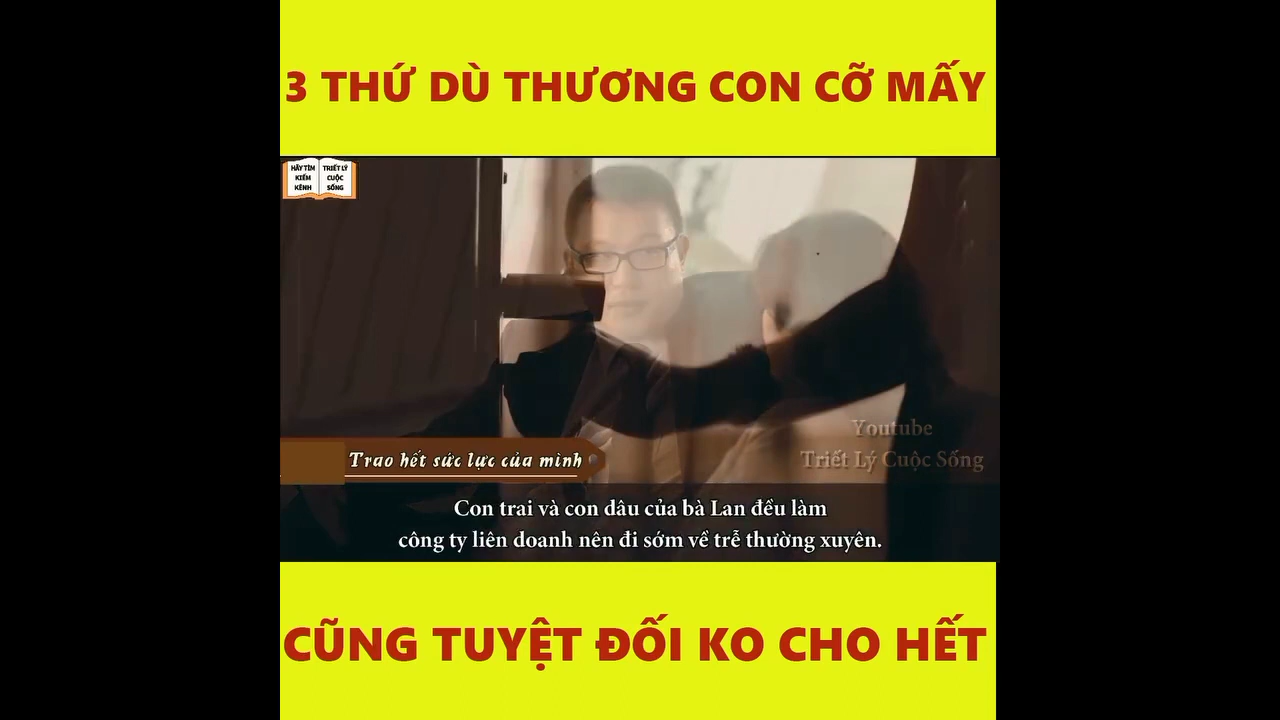 3 THỨ DÙ THƯƠNG CON CỠ MẤY
HÃY TÌM
KIẾM
KÊNH
TRIẾT LÝ
CUỘC
SỐNG
Youtube
Triết Lý Cuộc Sống
Trao hết sức lực của mình
Con trai và con dâu của bà Lan đều làm
công ty liên doanh nên đi sớm về trễ thường xuyên.
CŨNG TUYỆT ĐỐI KO CHO HẾT